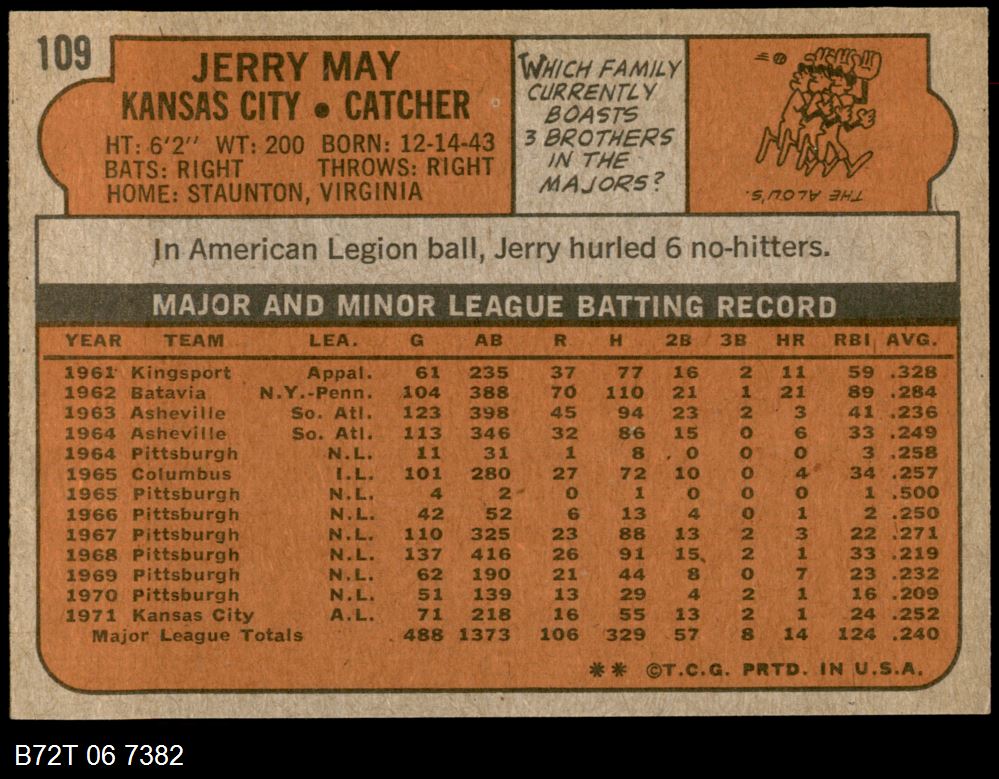 109
JERRY MAY
KANSAS CITY • CATCHER
HT: 6'2" WT: 200 BORN: 12-14-43
BATS: RIGHT THROWS: RIGHT
HOME: STAUNTON, VIRGINIA
WHICH FAMILY
CURRENTLY
BOASTS
3 BROTHERS
IN THE
MAJORS?
THE ALOU'S.
In American Legion ball, Jerry hurled 6 no-hitters.
MAJOR AND MINOR LEAGUE BATTING RECORD
YEAR TEAM LEA. G AB R H 2B 3B HR RBI AVG.
1961 Kingsport Appal. 61 235 37 77 16 2 11 59 .328
1962 Batavia N.Y.-Penn. 104 388 70 110 21 1 21 89 .284
1963 Asheville So. Atl. 123 398 45 94 23 2 3 41 .236
1964 Asheville So. Atl. 113 346 32 86 15 0 6 33 .249
1964 Pittsburgh N.L. 11 31 1 8 0 0 0 3 .258
1965 Columbus I.L. 101 280 27 72 10 0 4 34 .257
1965 Pittsburgh N.L. 4 2 0 1 0 0 0 1 .500
1966 Pittsburgh N.L. 42 52 6 13 4 0 1 2 .250
1967 Pittsburgh N.L. 110 325 23 88 13 2 3 22 .271
1968 Pittsburgh N.L. 137 416 26 91 15 2 1 33 .219
1969 Pittsburgh N.L. 62 190 21 44 8 0 7 23 .232
1970 Pittsburgh N.L. 51 139 13 29 4 2 1 16 .209
1971 Kansas City A.L. 71 218 16 55 13 2 1 24 .252
Major League Totals 488 1373 106 329 57 8 14 124 .240
** ©T.C.G. PRTD. IN U.S.A.
B72T 06 7382